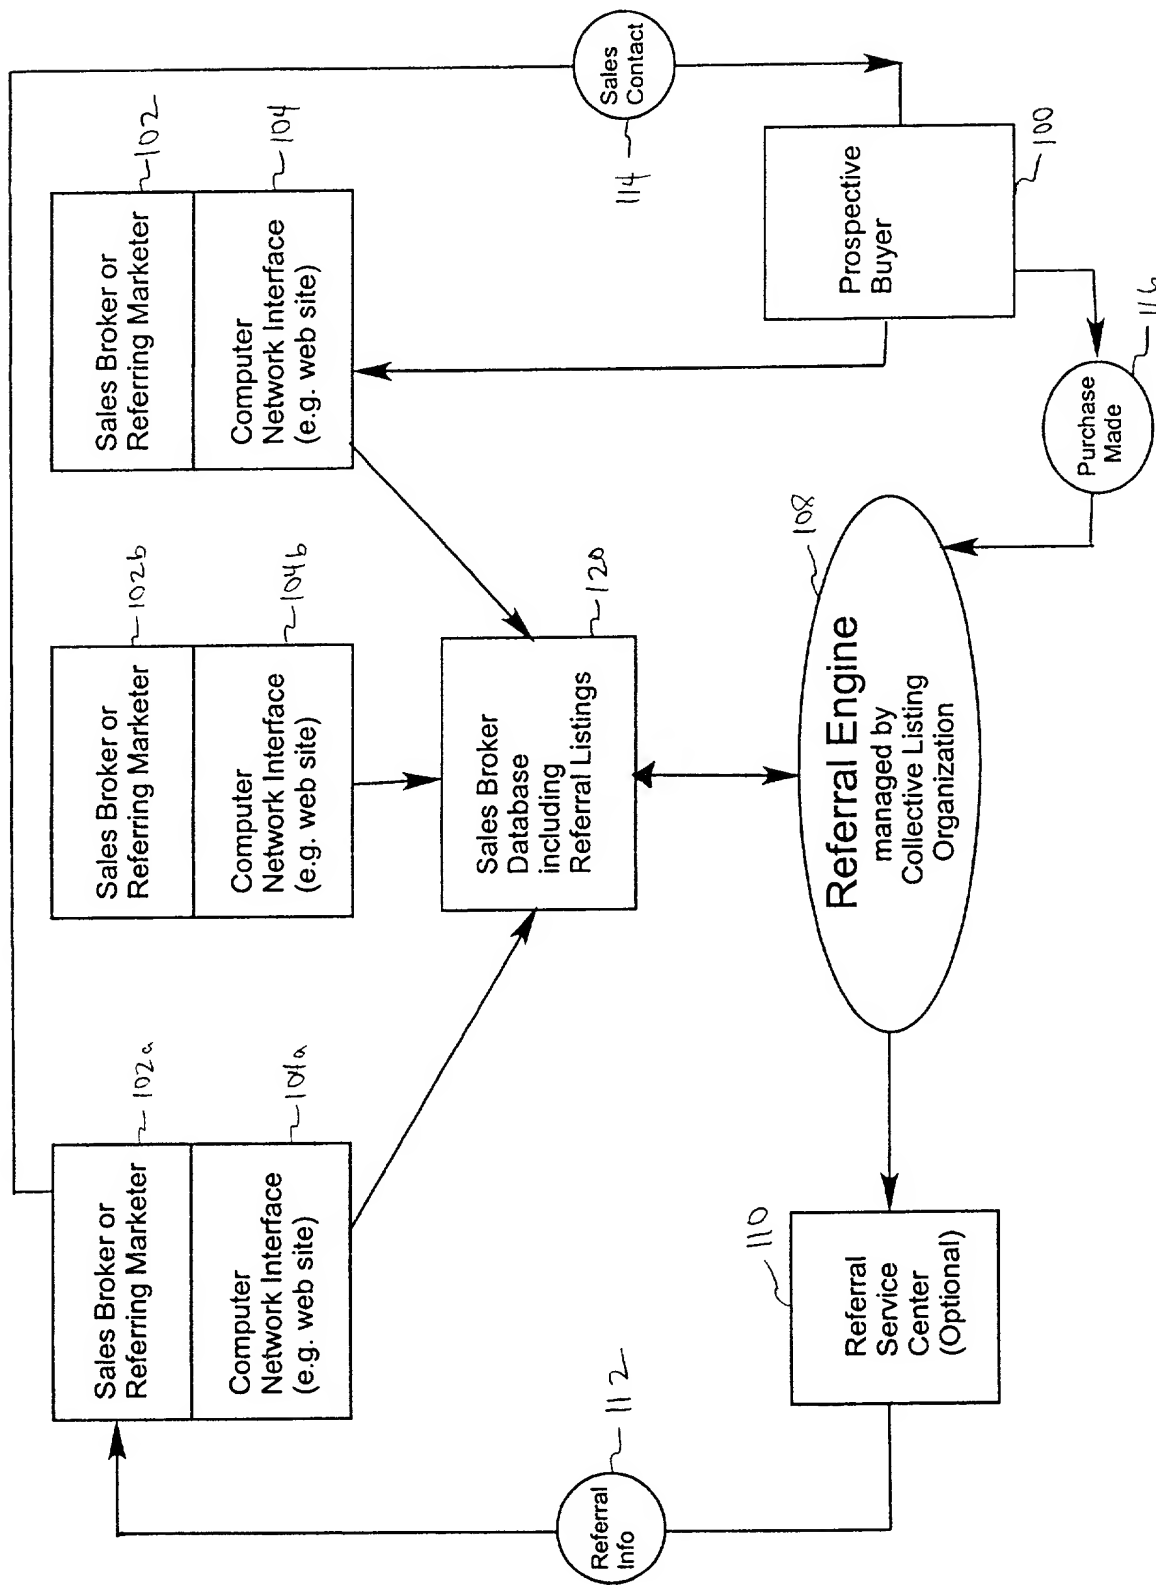 Sales Broker or
Referring Marketer
102a
Computer
Network Interface
(e.g. web site)
104a
Sales Broker or
Referring Marketer
102b
Computer
Network Interface
(e.g. web site)
104b
Sales Broker or
Referring Marketer
102
Computer
Network Interface
(e.g. web site)
104
Sales Broker
Database
including
Referral Listings
120
Sales
Contact
114
Referral
Info
112
Referral
Service
Center
(Optional)
110
Referral Engine
managed by
Collective Listing
Organization
108
Prospective
Buyer
100
Purchase
Made
116